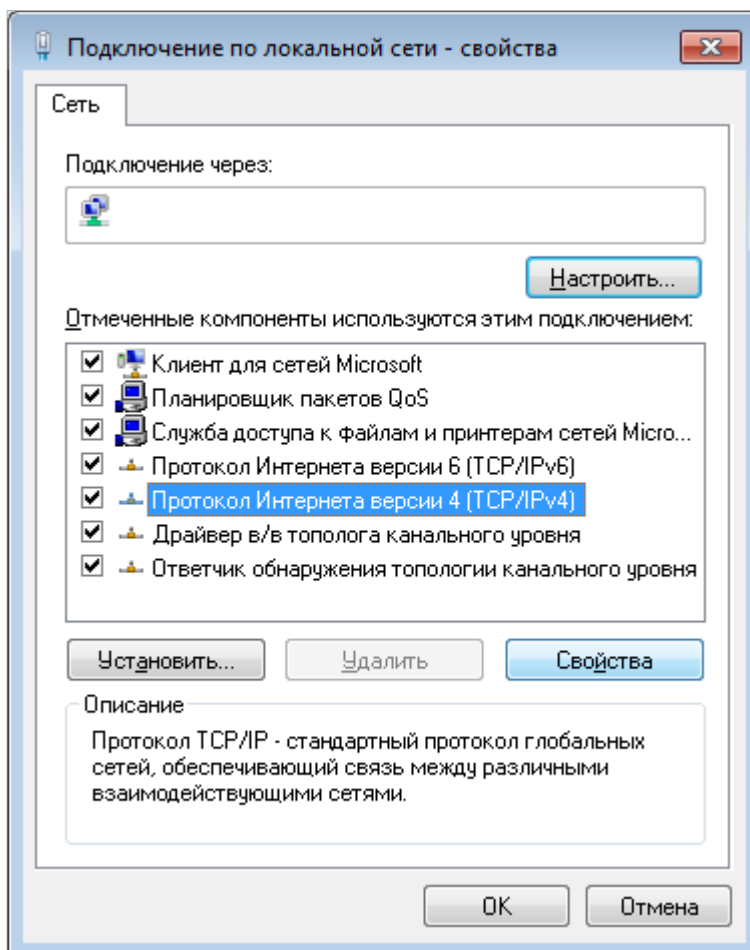 Подключение по локальной сети - свойства
Сеть
Подключение через:
Настроить...
Отмеченные компоненты используются этим подключением:
Клиент для сетей Microsoft
Планировщик пакетов QoS
Служба доступа к файлам и принтерам сетей Micro...
Протокол Интернета версии 6 (TCP/IPv6)
Протокол Интернета версии 4 (TCP/IPv4)
Драйвер в/в тополога канального уровня
Ответчик обнаружения топологии канального уровня
Установить...
Удалить
Свойства
Описание
Протокол TCP/IP - стандартный протокол глобальных
сетей, обеспечивающий связь между различными
взаимодействующими сетями.
OK
Отмена